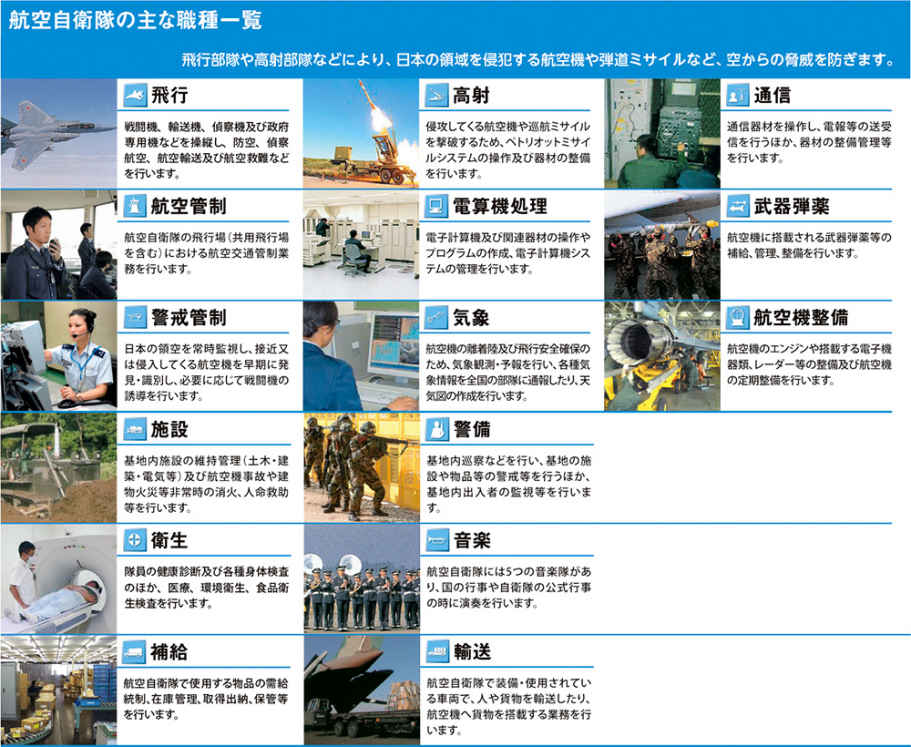 航空自衛隊の主な職種一覧
飛行部隊や高射部隊などにより、日本の領域を侵犯する航空機や弾道ミサイルなど、空からの脅威を防ぎます。
飛行
戦闘機、輸送機、偵察機及び政府
専用機などを操縦し、防空、偵察
航空、航空輸送及び航空救難など
を行います。
高射
侵攻してくる航空機や巡航ミサイル
を撃破するため、ペトリオットミサイ
ルシステムの操作及び器材の整備
を行います。
通信
通信器材を操作し、電報等の送受
信を行うほか、器材の整備管理等
を行います。
航空管制
航空自衛隊の飛行場(共用飛行場
を含む)における航空交通管制業
務を行います。
電算機処理
電子計算機及び関連器材の操作や
プログラムの作成、電子計算機シス
テムの管理を行います。
武器弾薬
航空機に搭載される武器弾薬等の
補給、管理、整備を行います。
警戒管制
日本の領空を常時監視し、接近又
は侵入してくる航空機を早期に発
見・識別し、必要に応じて戦闘機の
誘導を行います。
気象
航空機の離着陸及び飛行安全確保の
ため、気象観測・予報を行い、各種気
象情報を全国の部隊に通報したり、天
気図の作成を行います。
航空機整備
航空機のエンジンや搭載する電子機
器類、レーダー等の整備及び航空機
の定期整備を行います。
施設
基地内施設の維持管理(土木・建
築・電気等)及び航空機事故や建
物火災等非常時の消火、人命救助
等を行います。
警備
基地内巡察などを行い、基地の施設
や物品等の警戒等を行うほか、
基地内出入者の監視等を行いま
す。
衛生
隊員の健康診断及び各種身体検査
のほか、医療、環境衛生、食品衛
生検査を行います。
音楽
航空自衛隊には5つの音楽隊があ
り、国の行事や自衛隊の公式行事
の時に演奏を行います。
補給
航空自衛隊で使用する物品の需給
統制、在庫管理、取得出納、保管等
を行います。
輸送
航空自衛隊で装備・使用されてい
る車両で、人や貨物を輸送したり、
航空機へ貨物を搭載する業務を行
います。